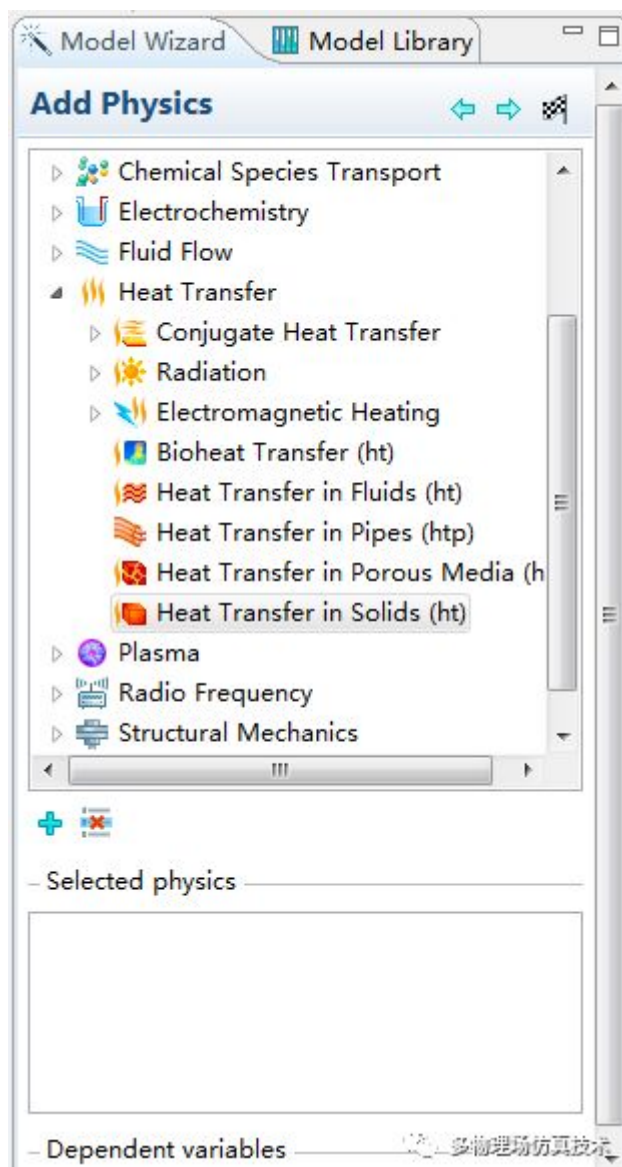 Model Wizard
Model Library
Add Physics
Chemical Species Transport
Electrochemistry
Fluid Flow
Heat Transfer
Conjugate Heat Transfer
Radiation
Electromagnetic Heating
Bioheat Transfer (ht)
Heat Transfer in Fluids (ht)
Heat Transfer in Pipes (htp)
Heat Transfer in Porous Media (h
Heat Transfer in Solids (ht)
Plasma
Radio Frequency
Structural Mechanics
Selected physics
Dependent variables
多物理场仿真技术